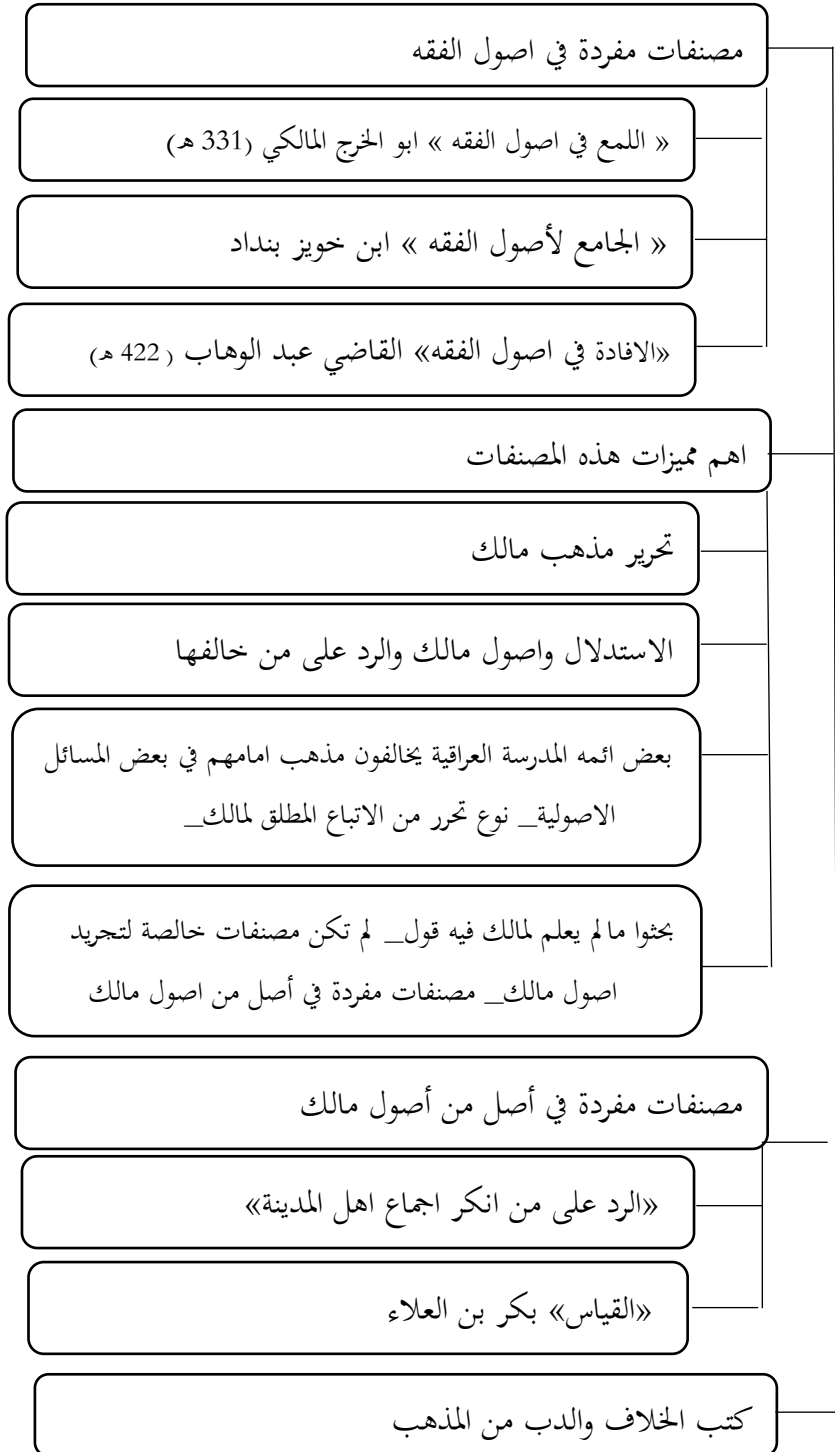 مصنفات مفردة في اصول الفقه
« اللمع في اصول الفقه » ابو الخرج المالكي (331 هـ)
« الجامع لأصول الفقه » ابن خويز بنداد
«الافادة في اصول الفقه» القاضي عبد الوهاب ( 422 هـ)
اهم مميزات هذه المصنفات
تحرير مذهب مالك
الاستدلال واصول مالك والرد على من خالفها
بعض ائمه المدرسة العراقية يخالفون مذهب امامهم في بعض المسائل
الاصولية_ نوع تحرر من الاتباع المطلق لمالك_
بحثوا مالم يعلم لمالك فيه قول_ لم تكن مصنفات خالصة لتجريد
اصول مالك_ مصنفات مفردة في أصل من اصول مالك
مصنفات مفردة في أصل من أصول مالك
«الرد على من انكر اجماع اهل المدينة»
«القياس» بكر بن العلاء
كتب الخلاف والدب من المذهب